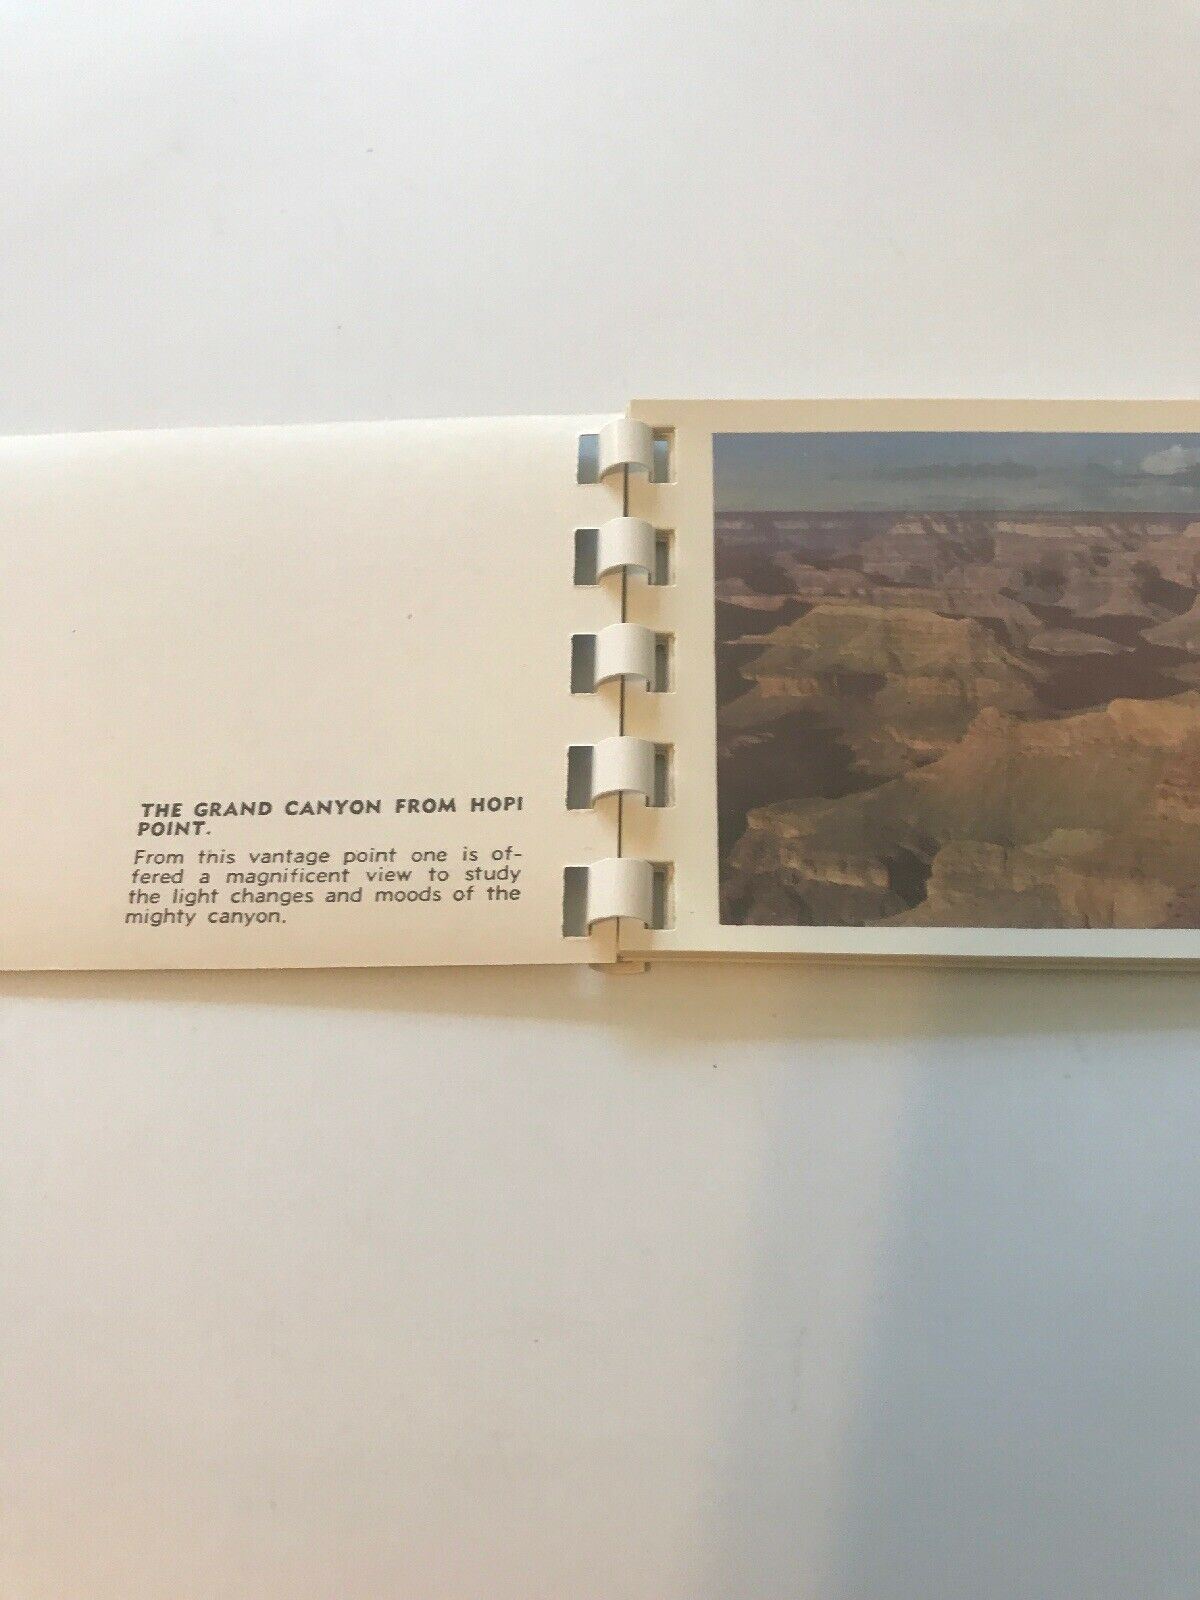 THE GRAND CANYON FROM HOPI
POINT.
From this vantage point one is of-
fered a magnificent view to study
the light changes and moods of the
mighty canyon.